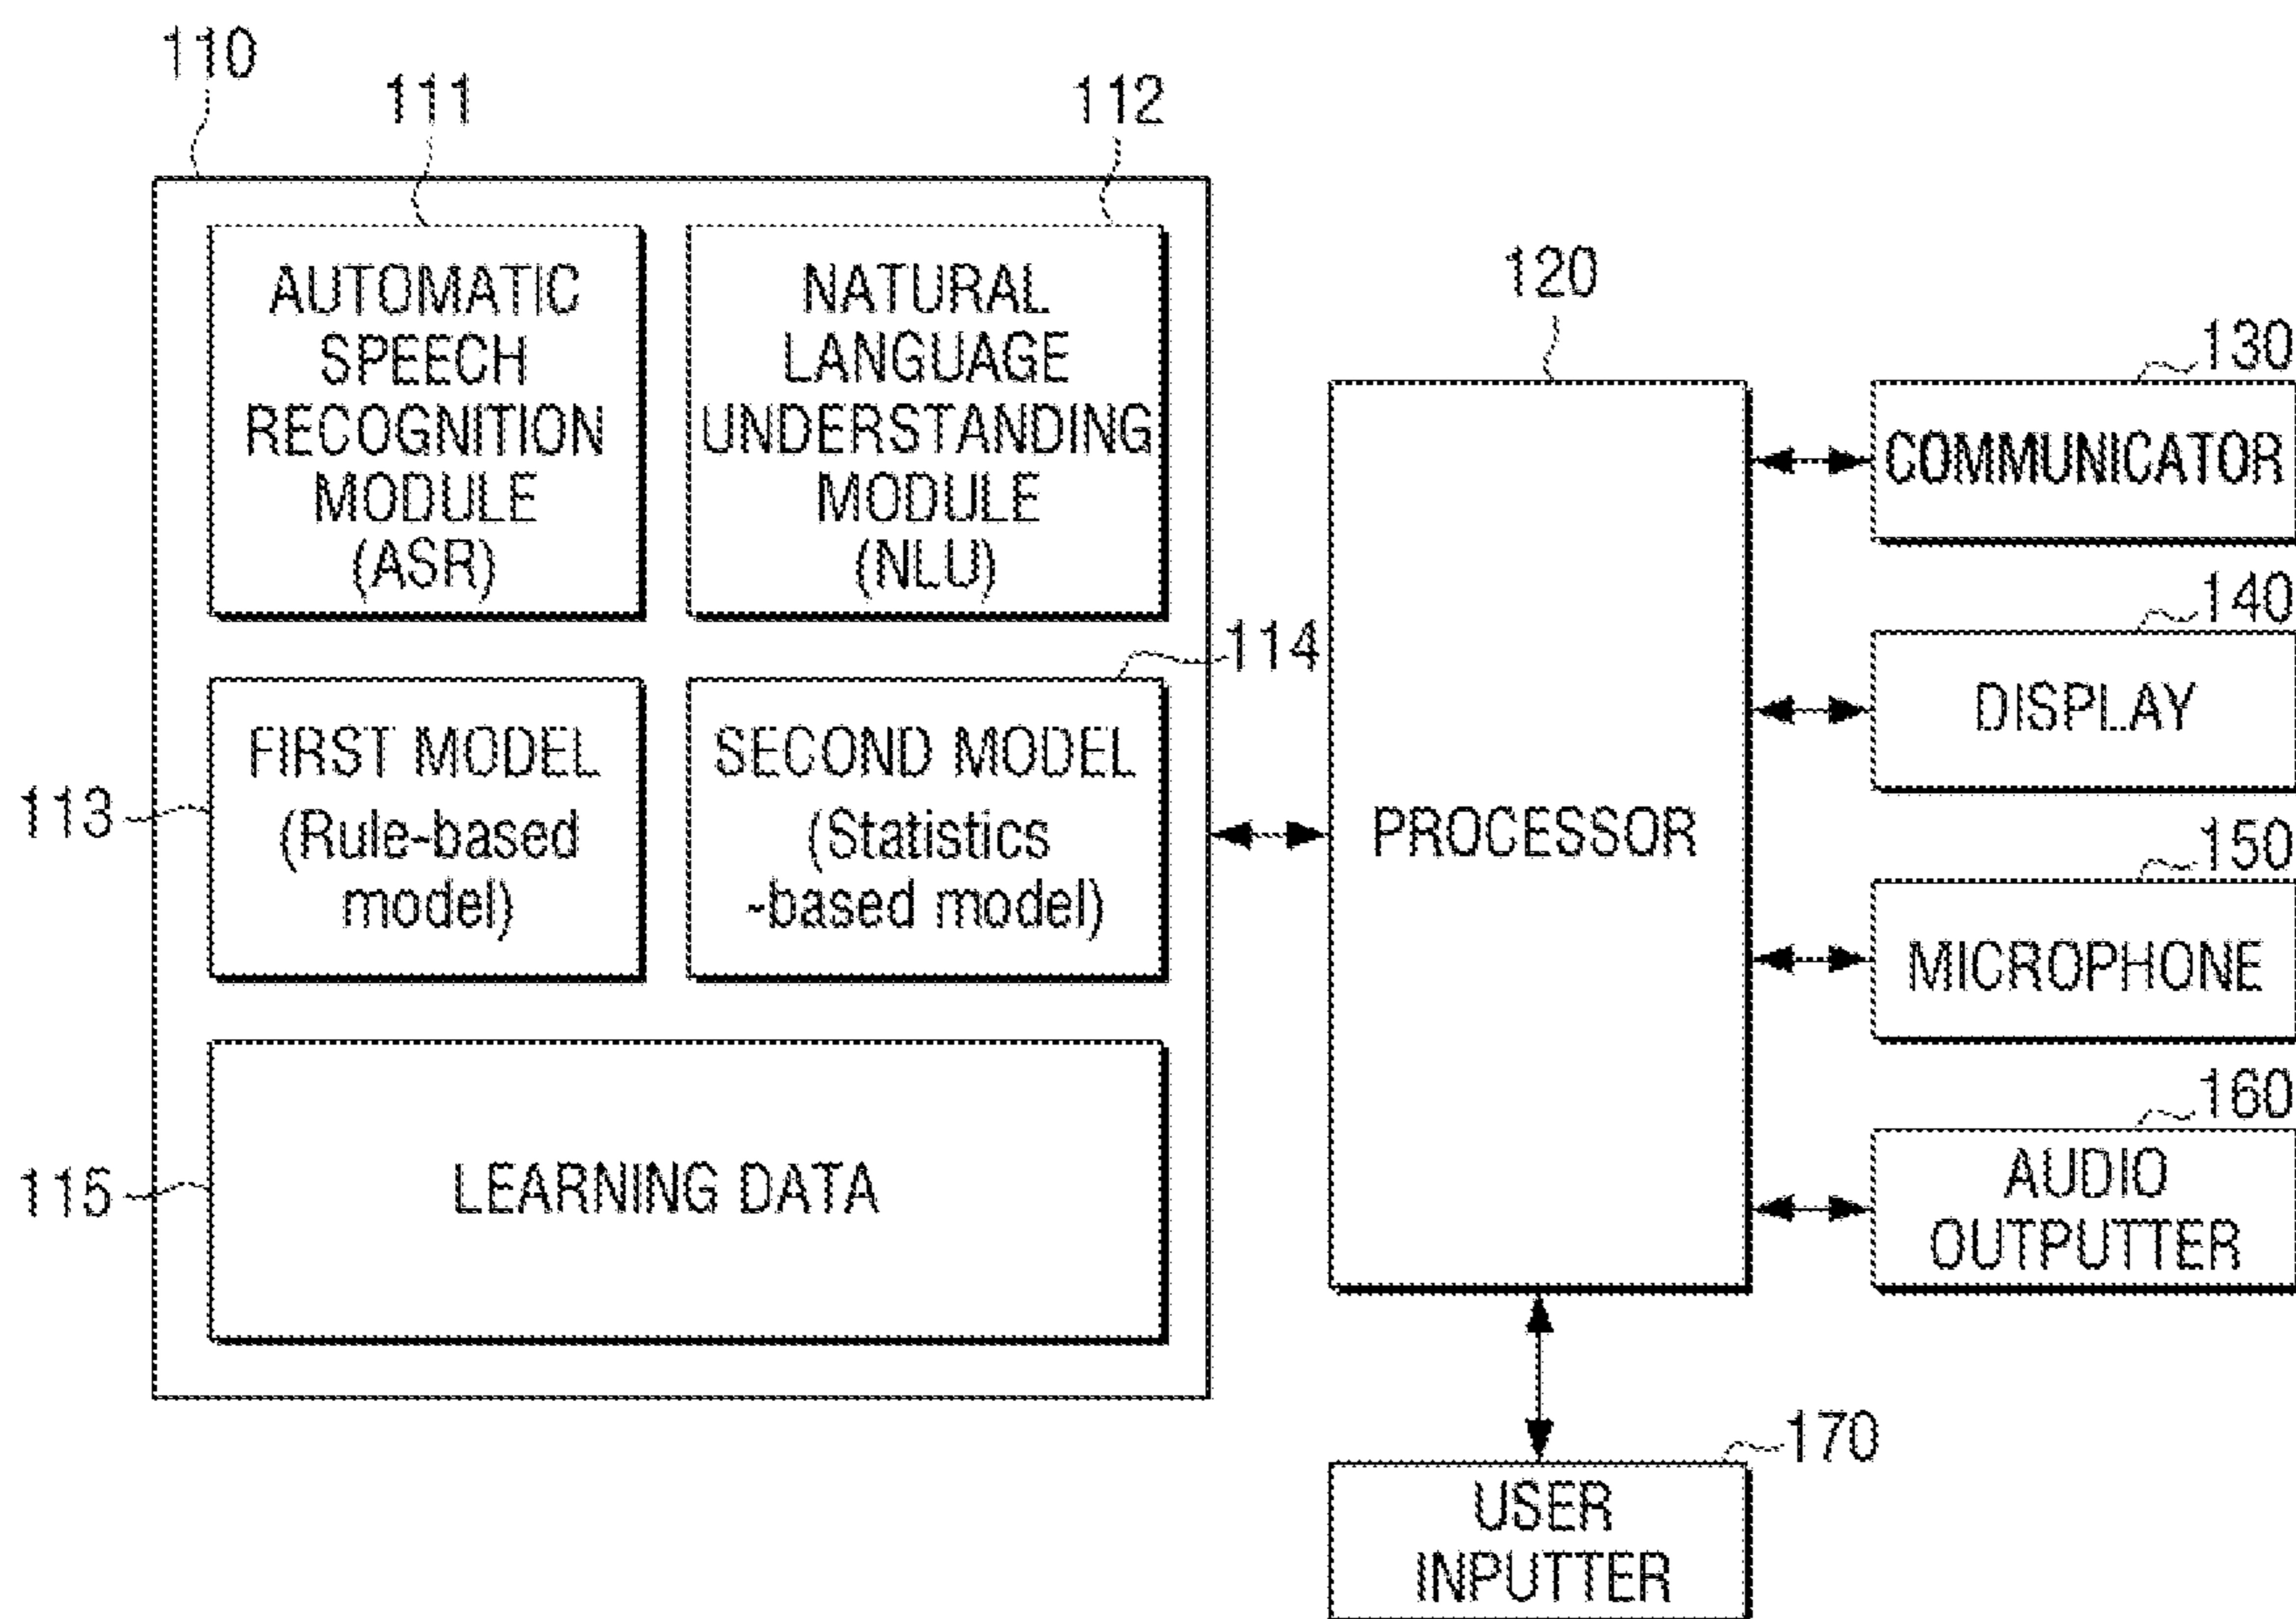 110
111
112
AUTOMATIC
SPEECH
RECOGNITION
MODULE
(ASR)
NATURAL
LANGUAGE
UNDERSTANDING
MODULE
(NLU)
113
FIRST MODEL
(Rule-based
model)
114
SECOND MODEL
(Statistics
-based model)
115
LEARNING DATA
120
PROCESSOR
130
COMMUNICATOR
140
DISPLAY
150
MICROPHONE
160
AUDIO
OUTPUTTER
170
USER
INPUTTER